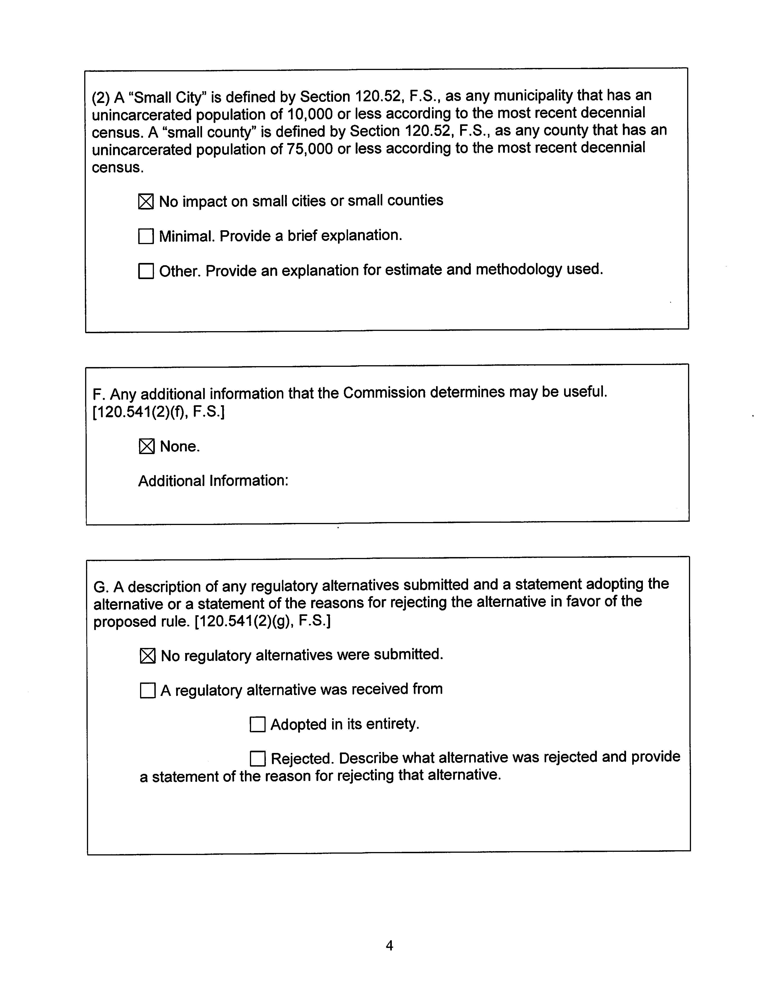 (2) A “Small City” is defined by Section 120.52, F.S., as any municipality that has an
unincarcerated population of 10,000 or less according to the most recent decennial
census. A “small county” is defined by Section 120.52, F.S., as any county that has an
unincarcerated population of 75,000 or less according to the most recent decennial
census.
☒ No impact on small cities or small counties
☐ Minimal. Provide a brief explanation.
☐ Other. Provide an explanation for estimate and methodology used.
F. Any additional information that the Commission determines may be useful.
[120.541(2)(f), F.S.]
☒ None.
Additional Information:
G. A description of any regulatory alternatives submitted and a statement adopting the
alternative or a statement of the reasons for rejecting the alternative in favor of the
proposed rule. [120.541(2)(g), F.S.]
☒ No regulatory alternatives were submitted.
☐ A regulatory alternative was received from
☐ Adopted in its entirety.
☐ Rejected. Describe what alternative was rejected and provide
a statement of the reason for rejecting that alternative.
4